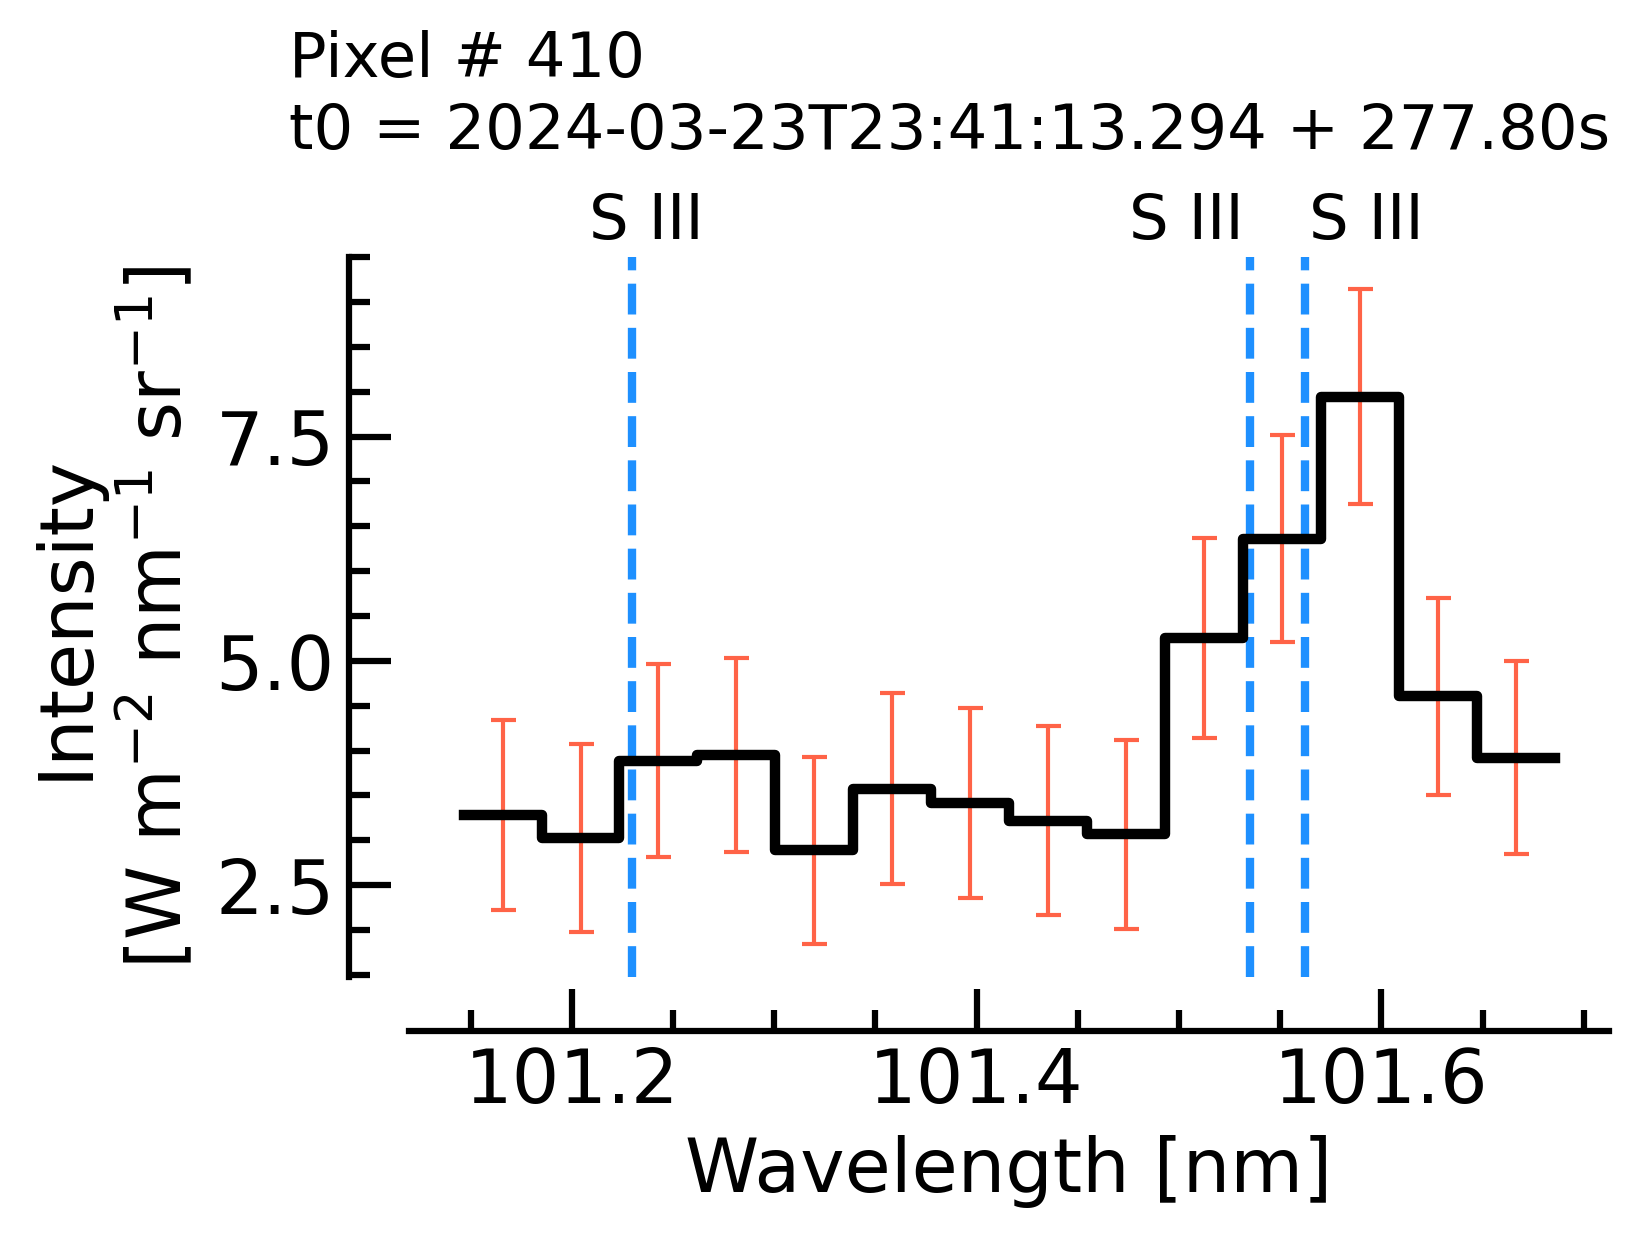 Pixel # 410
t0 = 2024-03-23T23:41:13.294 + 277.80s
S III S III S III
Intensity
[W m⁻² nm⁻¹ sr⁻¹]
7.5
5.0
2.5
101.2 101.4 101.6
Wavelength [nm]